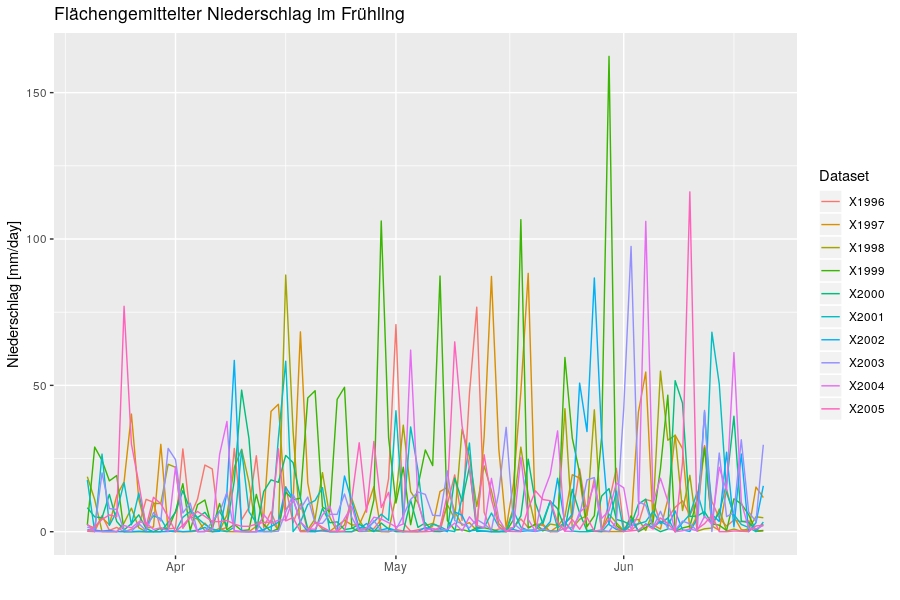 Flächengemittelter Niederschlag im Frühling
Niederschlag [mm/day]
150
100
50
0
Apr
May
Jun
Dataset
X1996
X1997
X1998
X1999
X2000
X2001
X2002
X2003
X2004
X2005